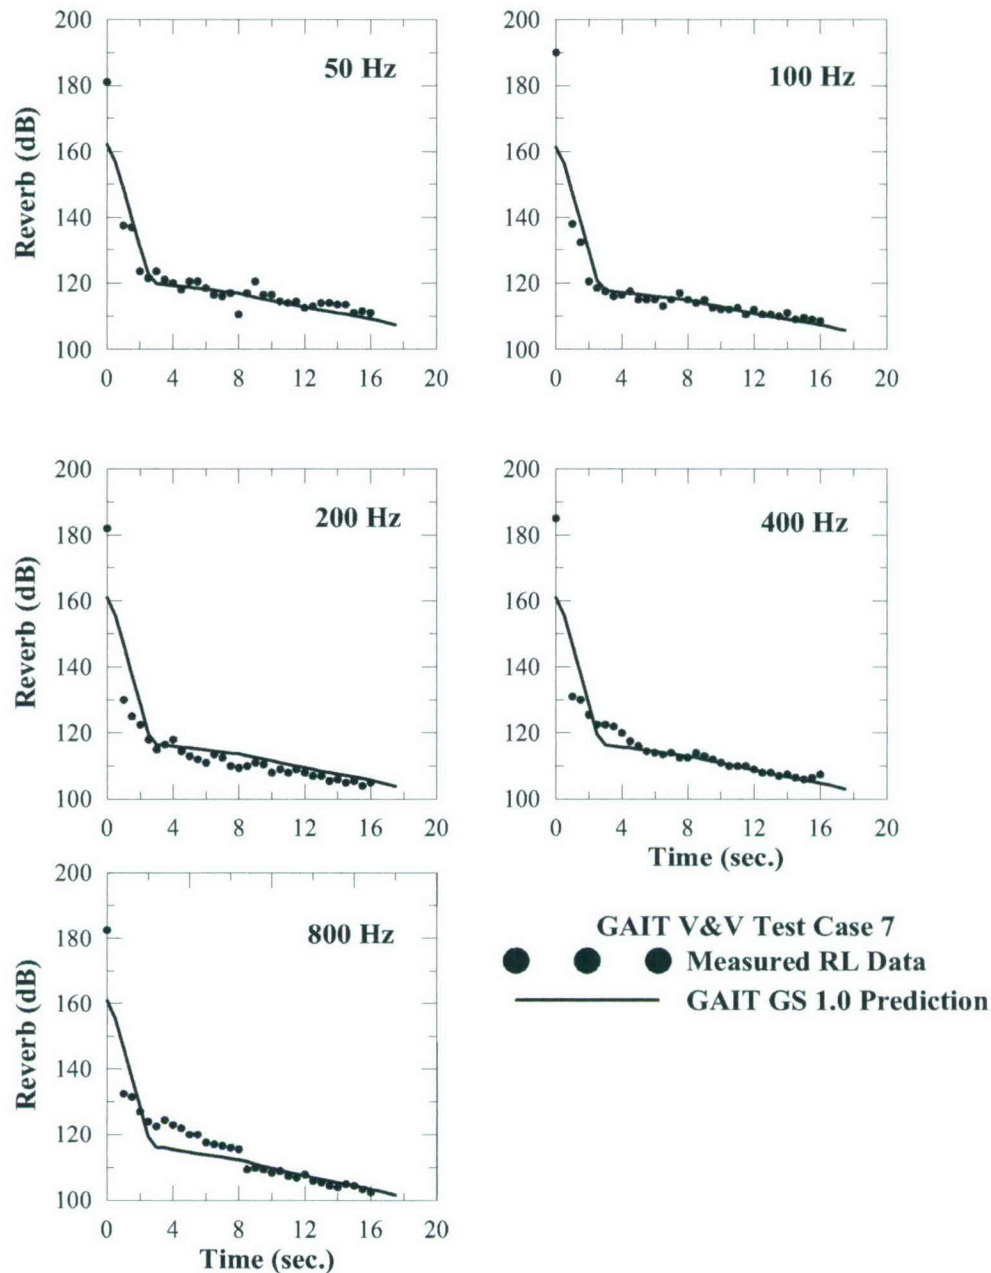 200
180
160
140
120
100
Reverb (dB)
50 Hz
0 4 8 12 16 20
200
180
160
140
120
100
100 Hz
0 4 8 12 16 20
200
180
160
140
120
100
Reverb (dB)
200 Hz
0 4 8 12 16 20
200
180
160
140
120
100
400 Hz
0 4 8 12 16 20
Time (sec.)
200
180
160
140
120
100
Reverb (dB)
800 Hz
0 4 8 12 16 20
Time (sec.)
GAIT V&V Test Case 7
Measured RL Data
GAIT GS 1.0 Prediction